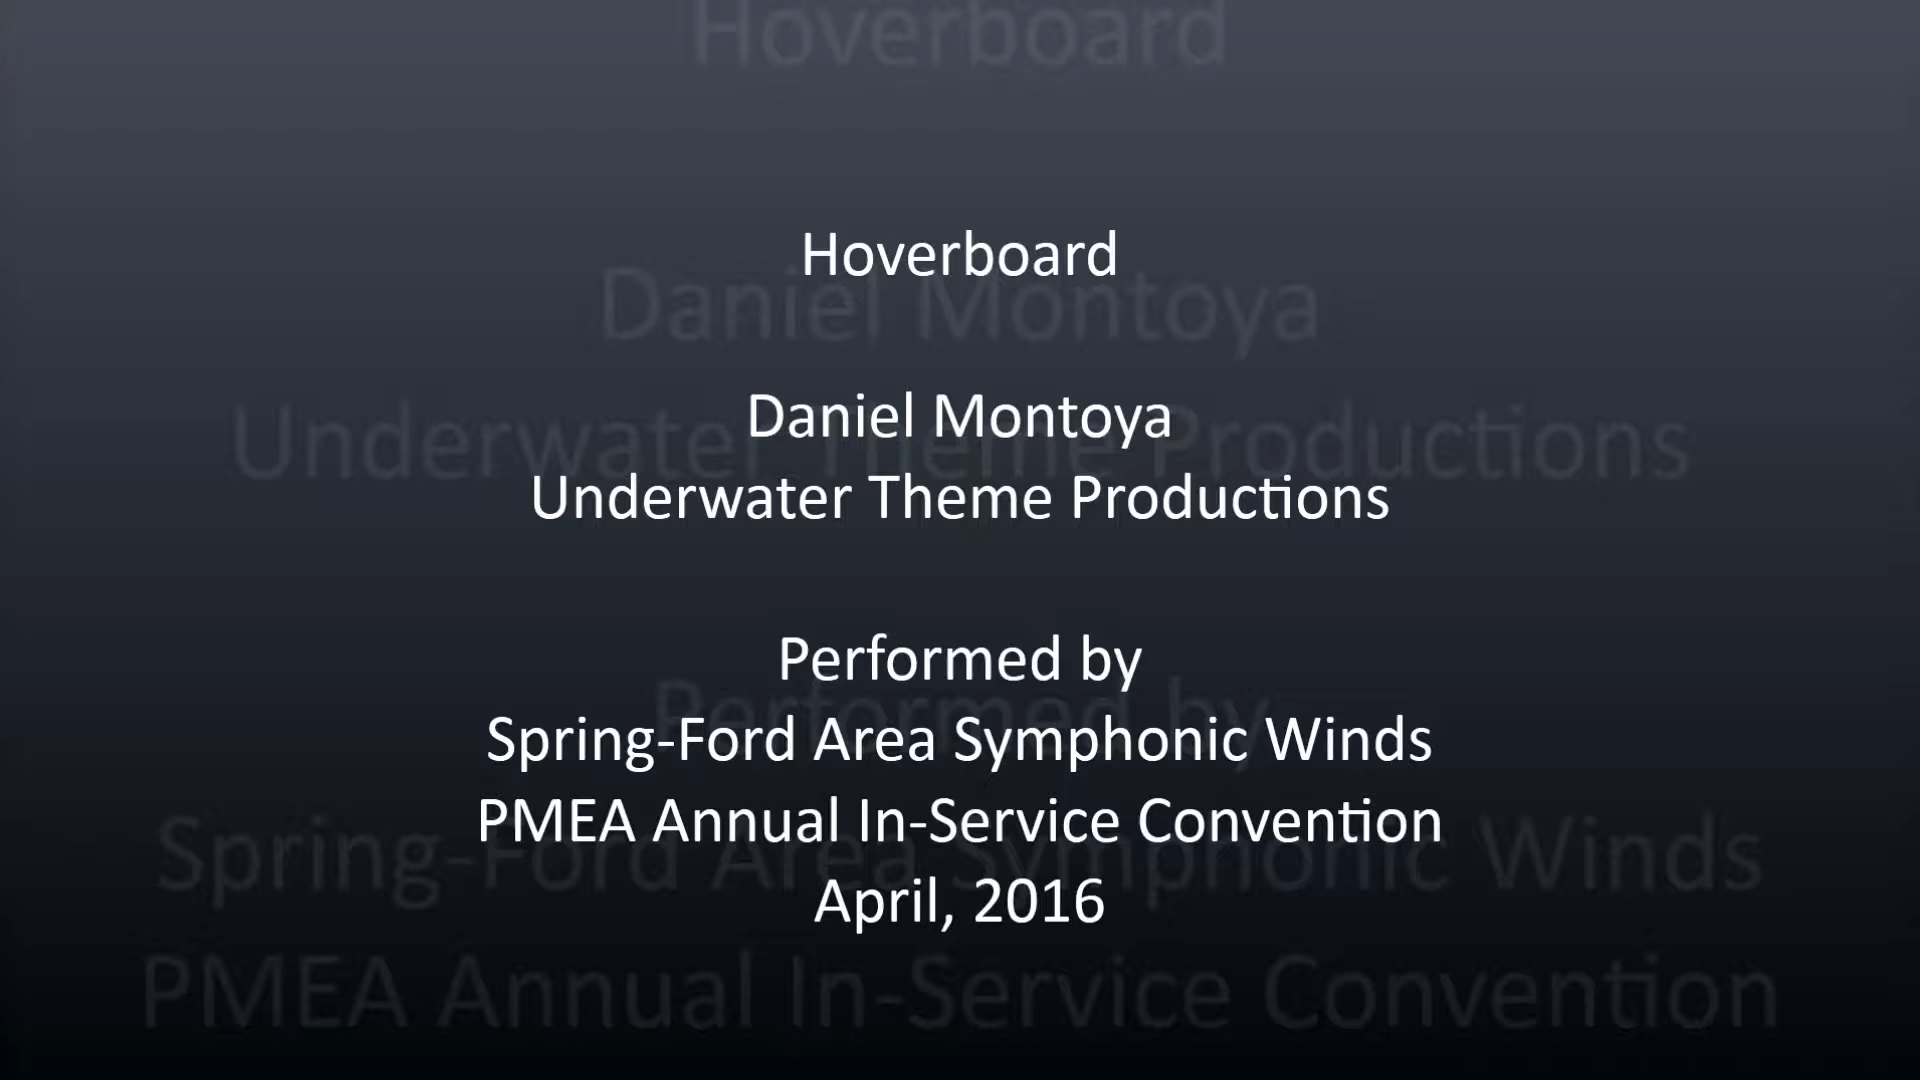 Hoverboard
Daniel Montoya
Underwater Theme Productions
Performed by
Spring-Ford Area Symphonic Winds
PMEA Annual In-Service Convention
April, 2016